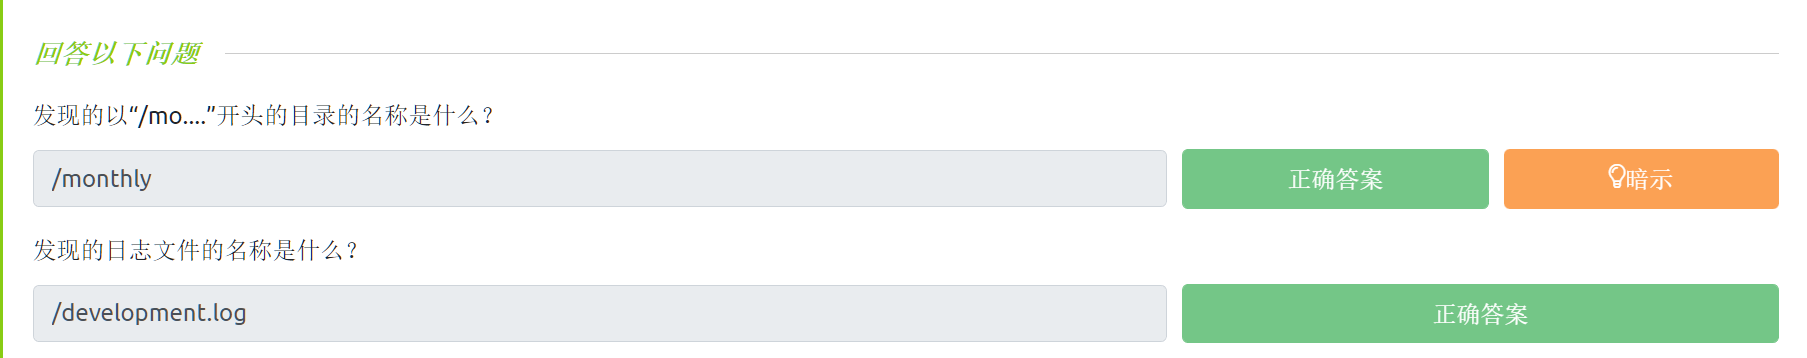 回答以下问题
发现的以“/mo....”开头的目录的名称是什么？
/monthly
正确答案
暗示
发现的日志文件的名称是什么？
/development.log
正确答案